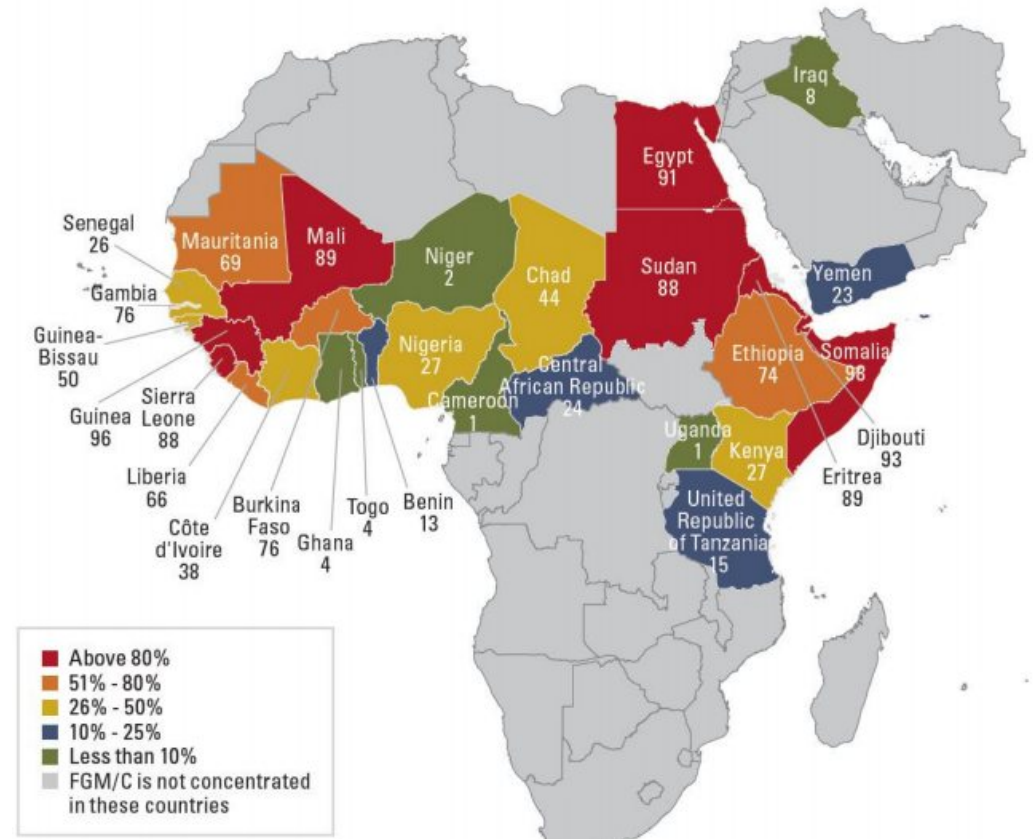 Iraq
8
Egypt
91
Senegal
26
Mauritania
69
Mali
89
Niger
2
Chad
44
Sudan
88
Yemen
23
Gambia
76
Guinea-
Bissau
50
Nigeria
27
Ethiopia
74
Somalia
98
Central
African Republic
24
Cameroon
1
Guinea
96
Sierra
Leone
88
Uganda
1
Kenya
27
Djibouti
93
Eritrea
89
Liberia
66
Côte
d'Ivoire
38
Burkina
Faso
76
Ghana
4
Togo
4
Benin
13
United
Republic
of Tanzania
15
Above 80%
51% - 80%
26% - 50%
10% - 25%
Less than 10%
FGM/C is not concentrated
in these countries